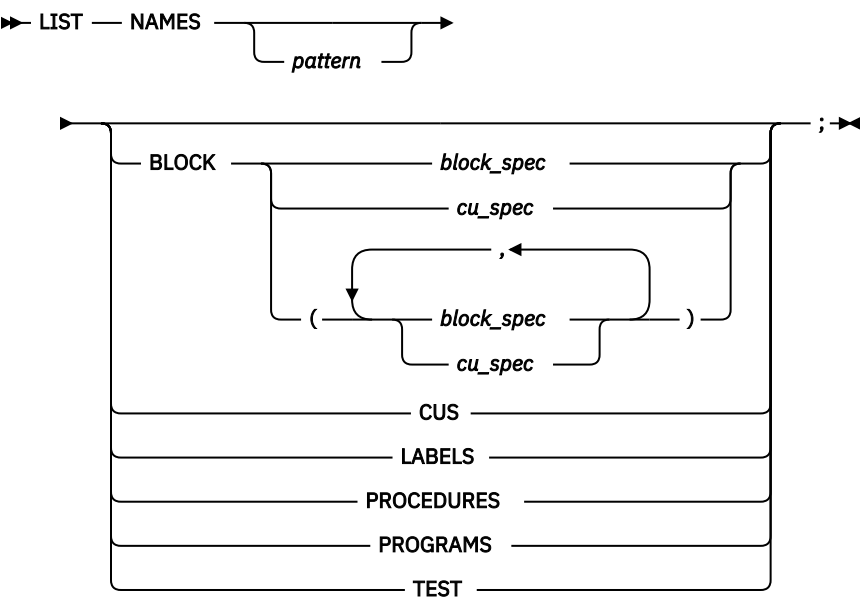 LIST NAMES
pattern
;
BLOCK block_spec
cu_spec
,
( block_spec )
cu_spec
CUS
LABELS
PROCEDURES
PROGRAMS
TEST